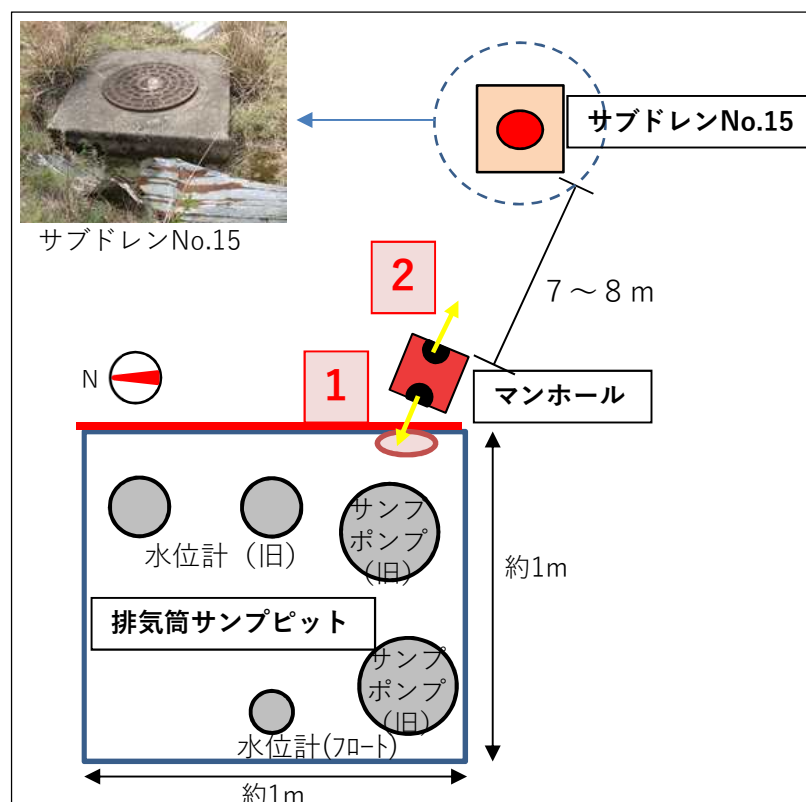 サブドレンNo.15
サブドレンNo.15
2
7～8 m
N
1
マンホール
サンプ
ポンプ
(旧)
水位計（旧）
約1m
排気筒サンプピット
サンプ
ポンプ
(旧)
水位計(ﾌﾛｰﾄ)
約1m